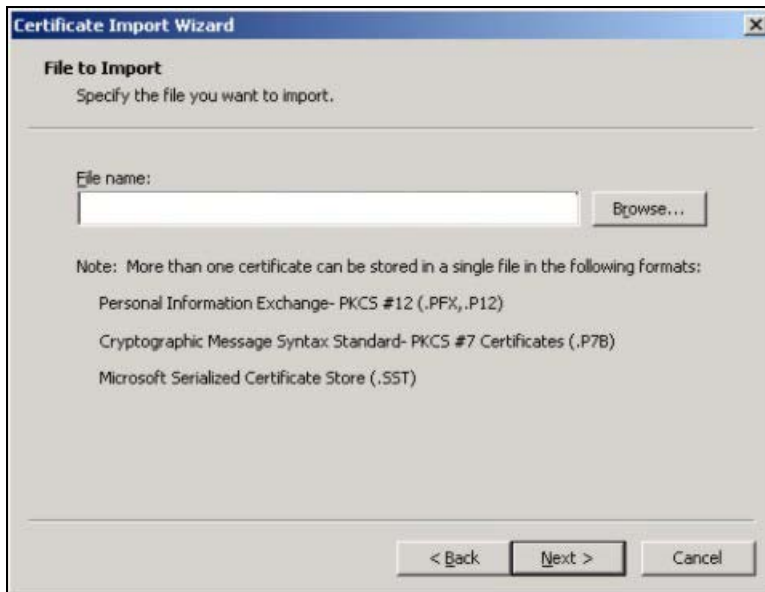 Certificate Import Wizard
File to Import
Specify the file you want to import.
File name:
Browse...
Note: More than one certificate can be stored in a single file in the following formats:
Personal Information Exchange- PKCS #12 (.PFX,.P12)
Cryptographic Message Syntax Standard- PKCS #7 Certificates (.P7B)
Microsoft Serialized Certificate Store (.SST)
< Back
Next >
Cancel